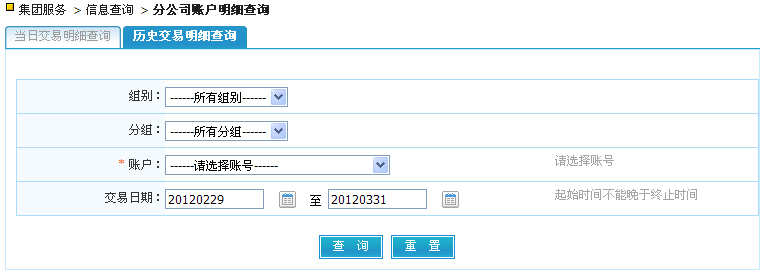 集团服务 > 信息查询 > 分公司账户明细查询
当日交易明细查询 历史交易明细查询
组别： ------所有组别------
分组： ------所有分组------
* 账户： ------请选择账号------ 请选择账号
交易日期： 20120229 至 20120331 起始时间不能晚于终止时间
查 询 重 置